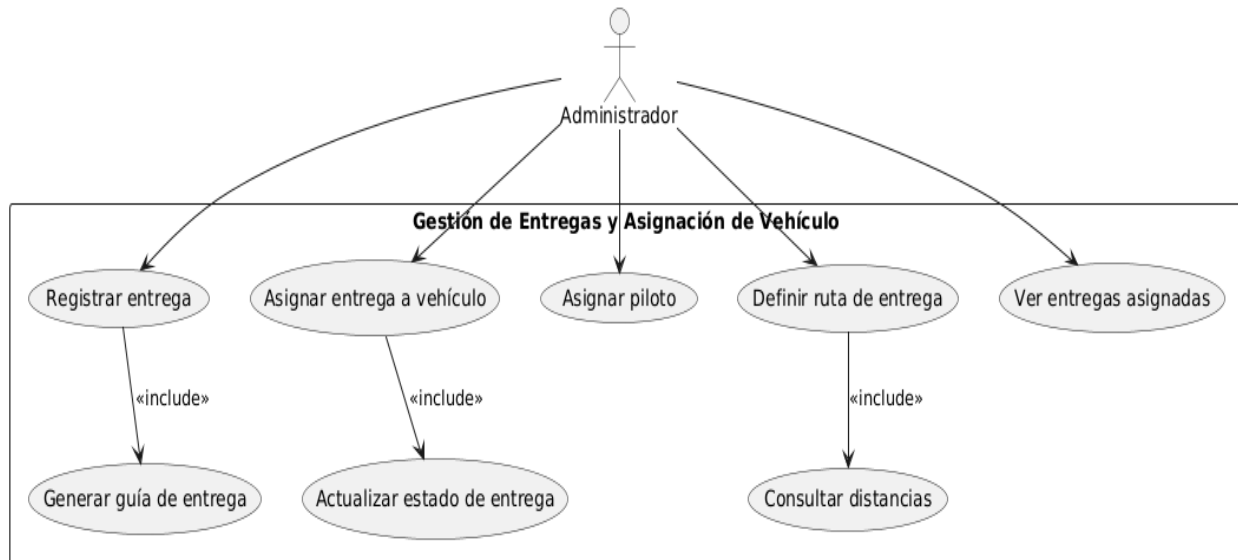 Administrador
Gestión de Entregas y Asignación de Vehículo
Registrar entrega
Asignar entrega a vehículo
Asignar piloto
Definir ruta de entrega
Ver entregas asignadas
«include»
«include»
«include»
Generar guía de entrega
Actualizar estado de entrega
Consultar distancias